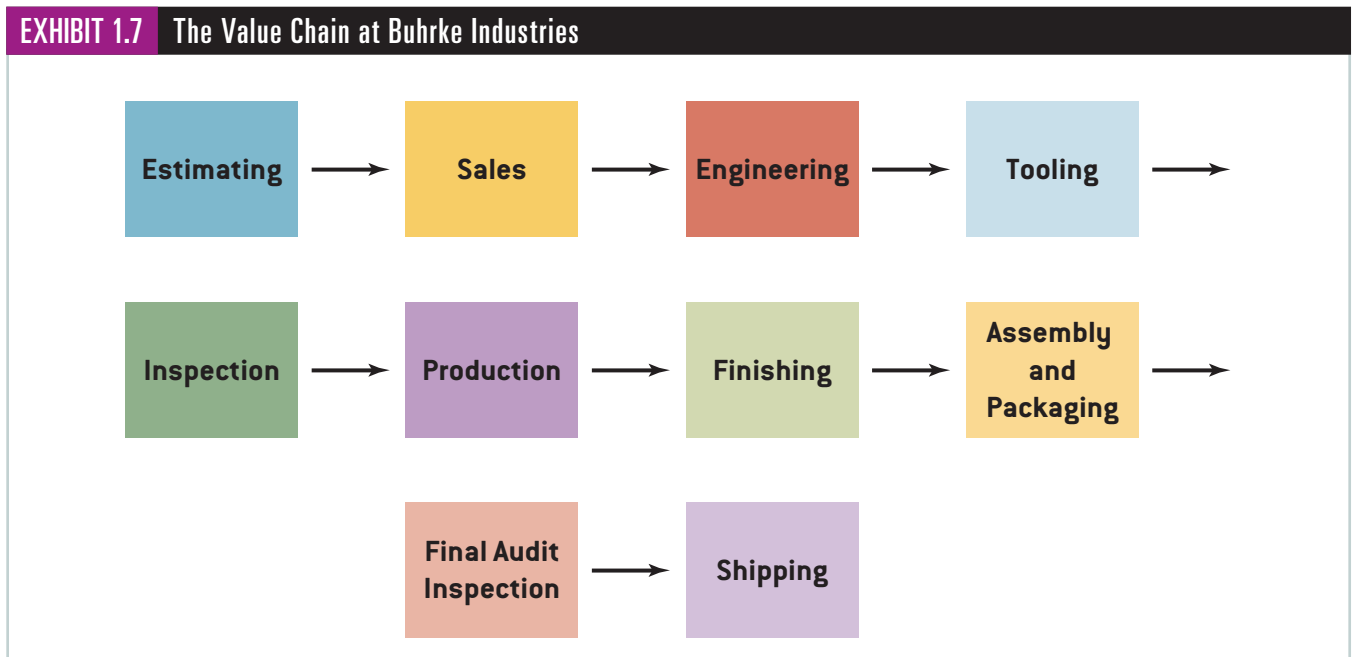 EXHIBIT 1.7 The Value Chain at Buhrke Industries
Estimating
Sales
Engineering
Tooling
Inspection
Production
Finishing
Assembly
and
Packaging
Final Audit
Inspection
Shipping